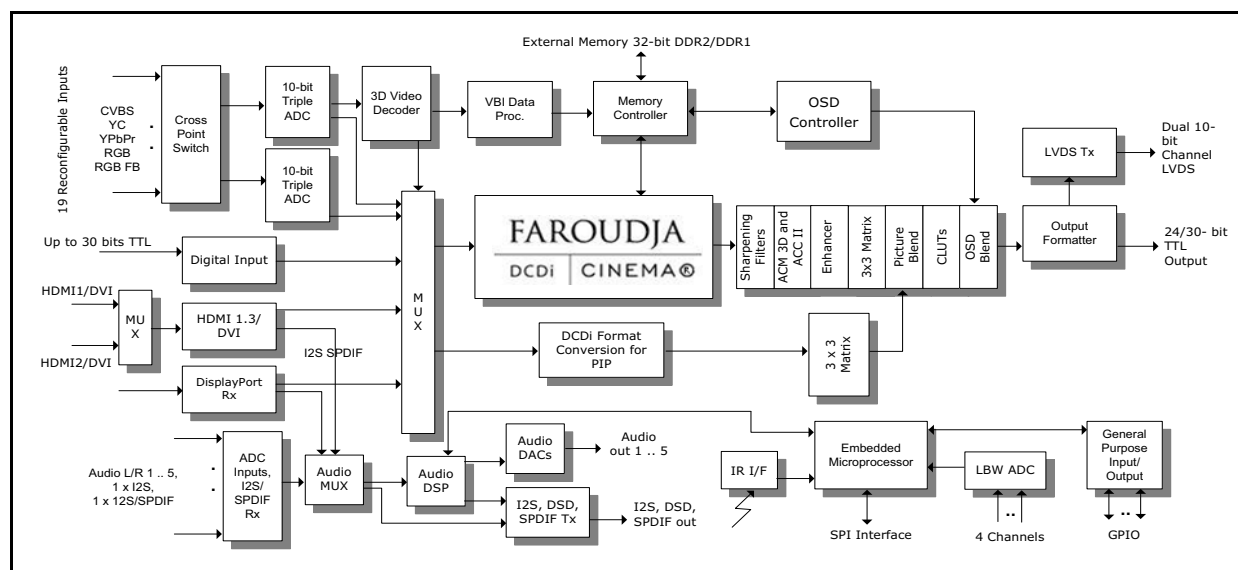 External Memory 32-bit DDR2/DDR1
19 Reconfigurable Inputs
CVBS
YC
YPbPr
RGB
RGB FB
Cross
Point
Switch
10-bit
Triple
ADC
10-bit
Triple
ADC
3D Video
Decoder
VBI Data
Proc.
Memory
Controller
OSD
Controller
LVDS Tx
Dual 10-
bit
Channel
LVDS
Up to 30 bits TTL
Digital Input
MUX
FAROUDJA
DCDi CINEMA®
Sharpening
Filters
ACM 3D and
ACC II
Enhancer
3x3 Matrix
Picture
Blend
CLUTs
OSD
Blend
Output
Formatter
24/30- bit
TTL
Output
HDMI1/DVI
HDMI2/DVI
MU
X
HDMI 1.3/
DVI
I2S SPDIF
DCDi Format
Conversion for
PIP
3 x 3
Matrix
DisplayPort
Rx
Audio L/R 1 .. 5,
1 x I2S,
1 x 12S/SPDIF
ADC
Inputs,
I2S/
SPDIF
Rx
Audio
MUX
Audio
DSP
Audio
DACs
Audio
out 1 .. 5
I2S, DSD,
SPDIF Tx
I2S, DSD,
SPDIF out
IR I/F
Embedded
Microprocessor
SPI Interface
LBW ADC
4 Channels
General
Purpose
Input/
Output
GPIO